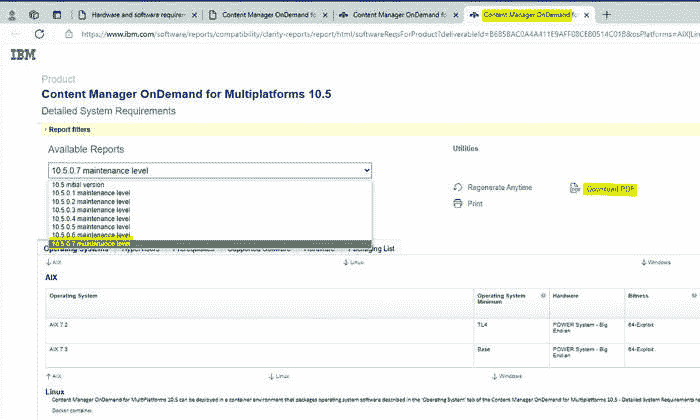 Hardware and software requiren
Content Manager OnDemand for
Content Manager OnDemand for
Content Manager OnDemand for
https://www.ibm.com/software/reports/compatibility/clarity-reports/report/html/softwareReqsForProduct?
IBM
Product
Content Manager OnDemand for Multiplatforms 10.5
Detailed System Requirements
Report filters
Available Reports
Utilities
10.5.0.7 maintenance level
10.5 initial version
10.5.0.1 maintenance level
10.5.0.2 maintenance level
10.5.0.3 maintenance level
10.5.0.4 maintenance level
10.5.0.5 maintenance level
10.5.0.6 maintenance level
10.5.0.7 maintenance level
Regenerate Anytime
Download PDF
Print
Operating Systems Hypervisors Prerequisites Supported Software Hardware Packaging List
AIX Linux Windows
AIX
Operating System Operating System Minimum Hardware Bitness
AIX 7.2 TL4 POWER System - Big Endian 64-Exploit
AIX 7.3 Base POWER System - Big Endian 64-Exploit
AIX Linux Windows
Linux
Content Manager OnDemand for MultiPlatforms 10.5 can be deployed in a container environment that packages operating system software described in the "Operating System" tab of the Content Manager OnDemand for Multiplatforms 10.5 - Detailed System Requirements re
Docker container.